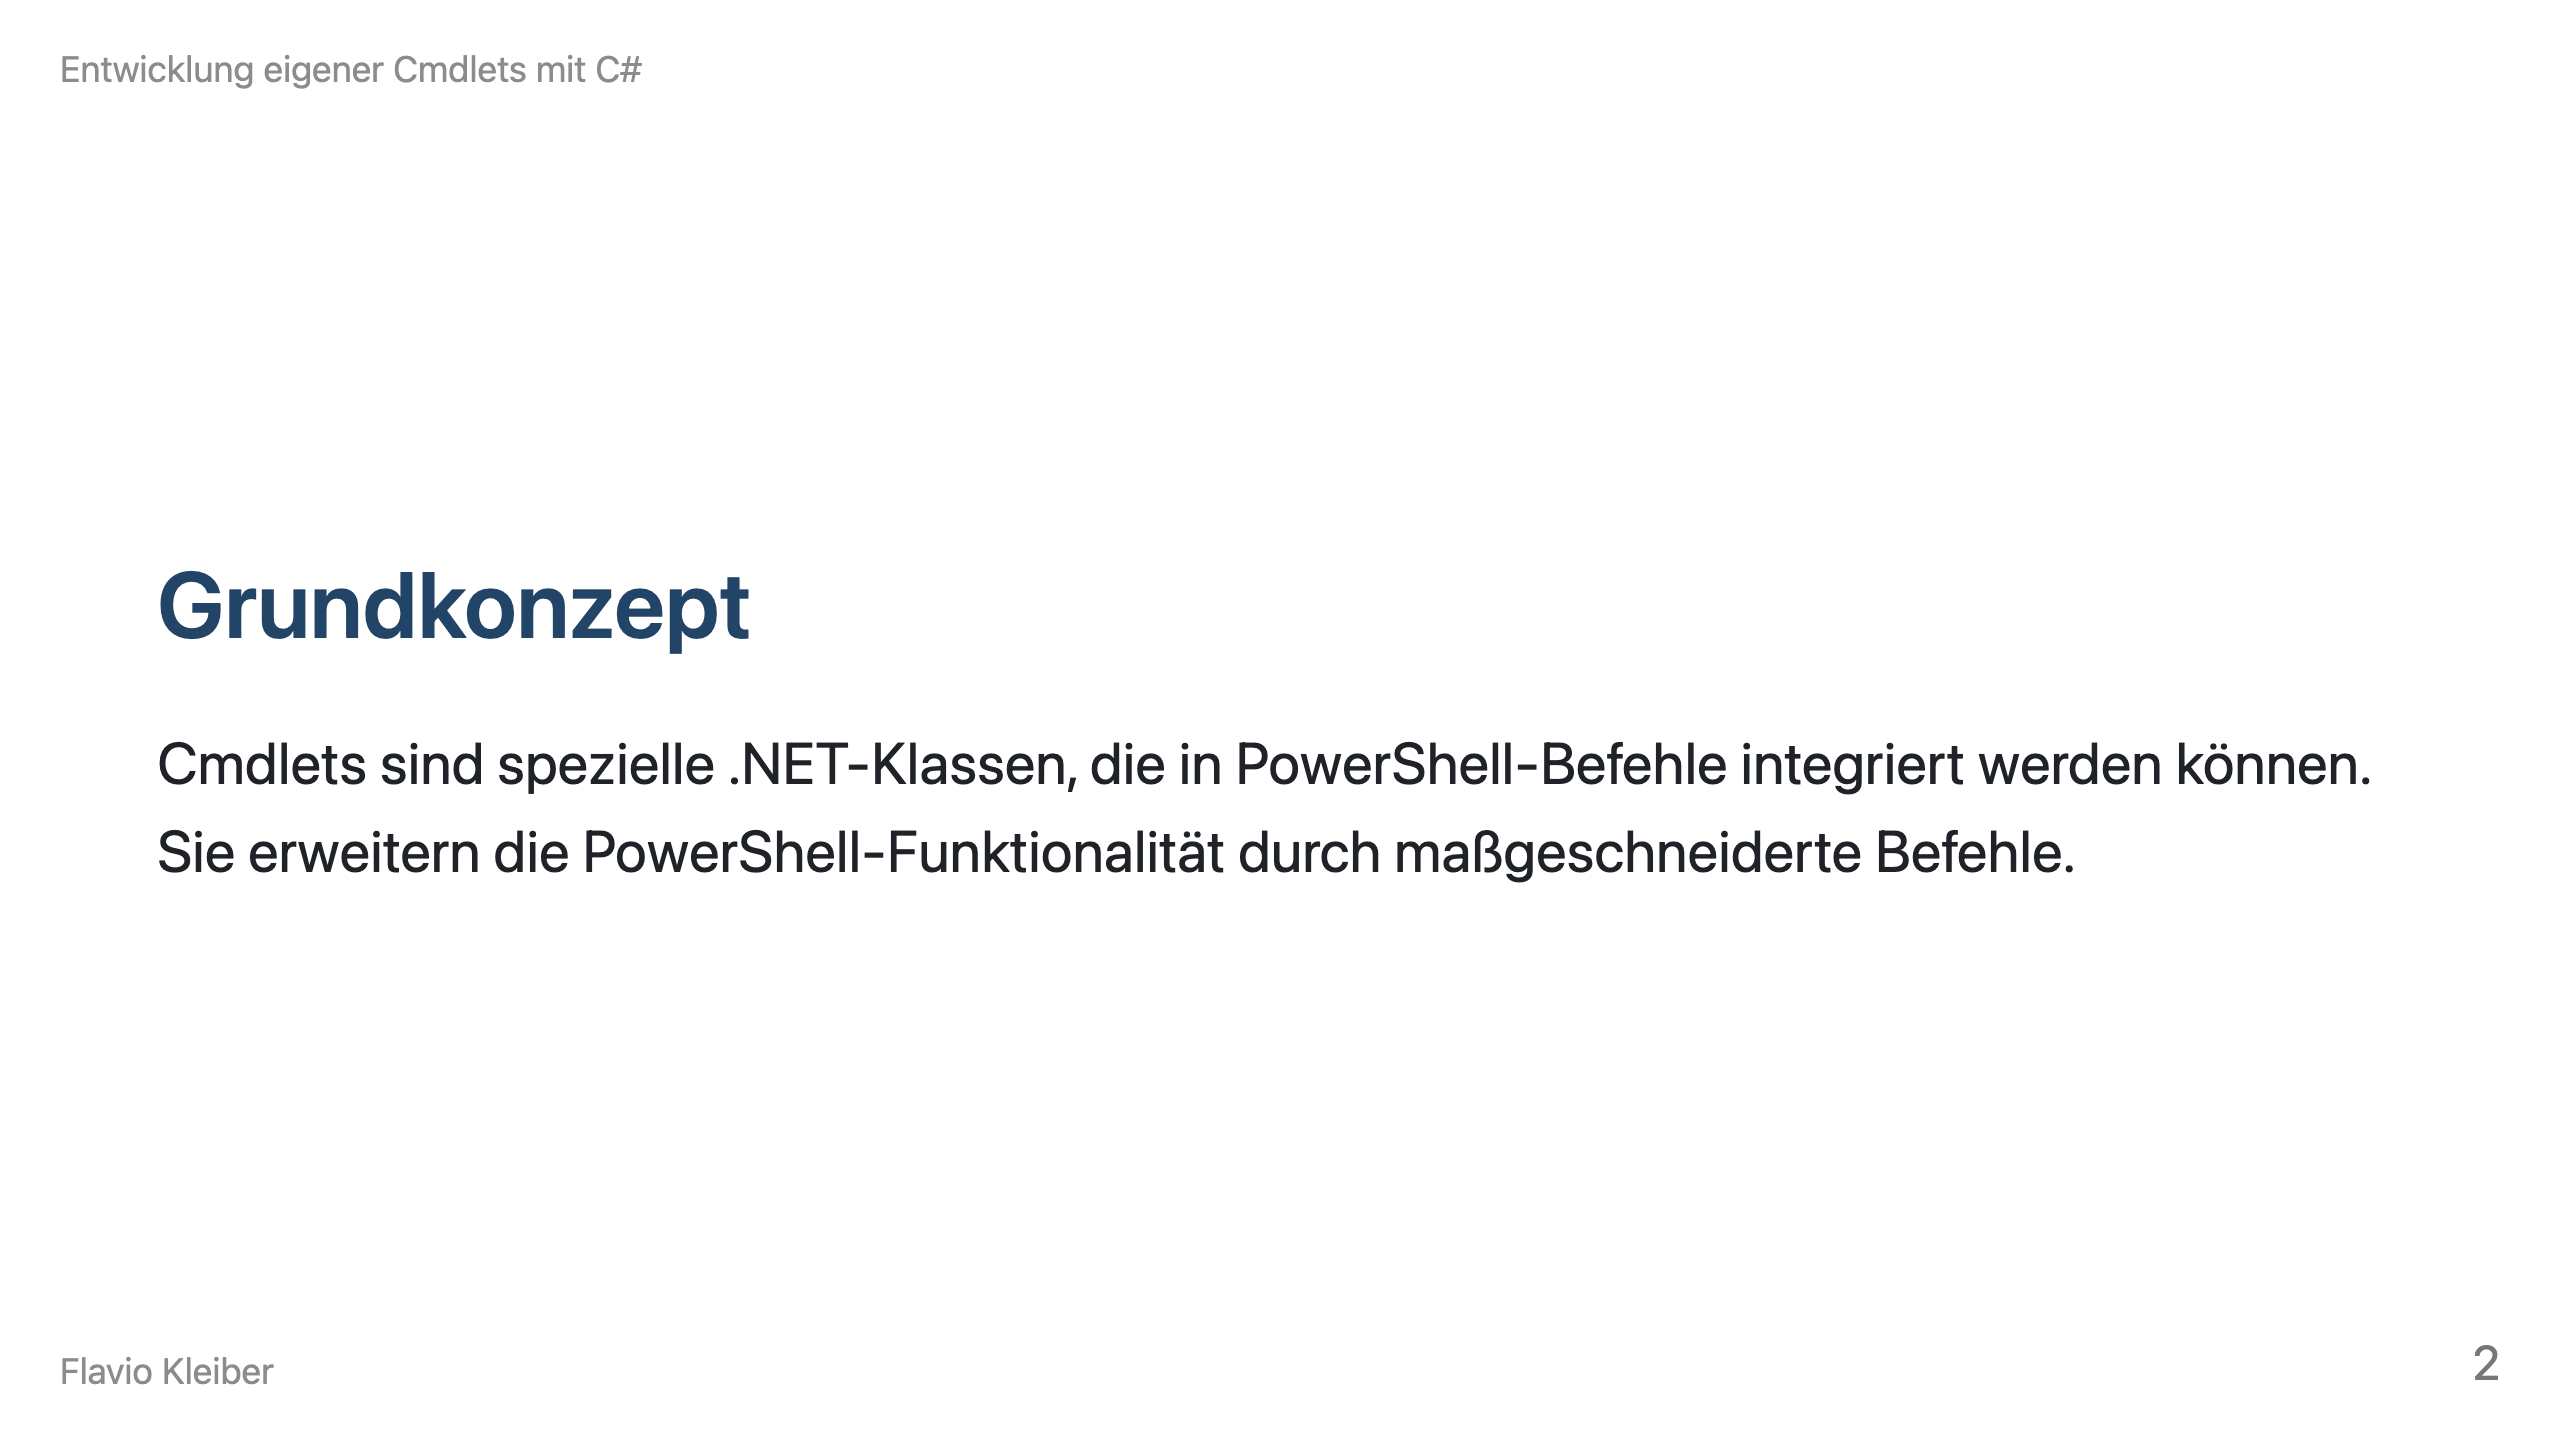 Entwicklung eigener Cmdlets mit C#
Grundkonzept
Cmdlets sind spezielle .NET-Klassen, die in PowerShell-Befehle integriert werden können.
Sie erweitern die PowerShell-Funktionalität durch maßgeschneiderte Befehle.
Flavio Kleiber
2